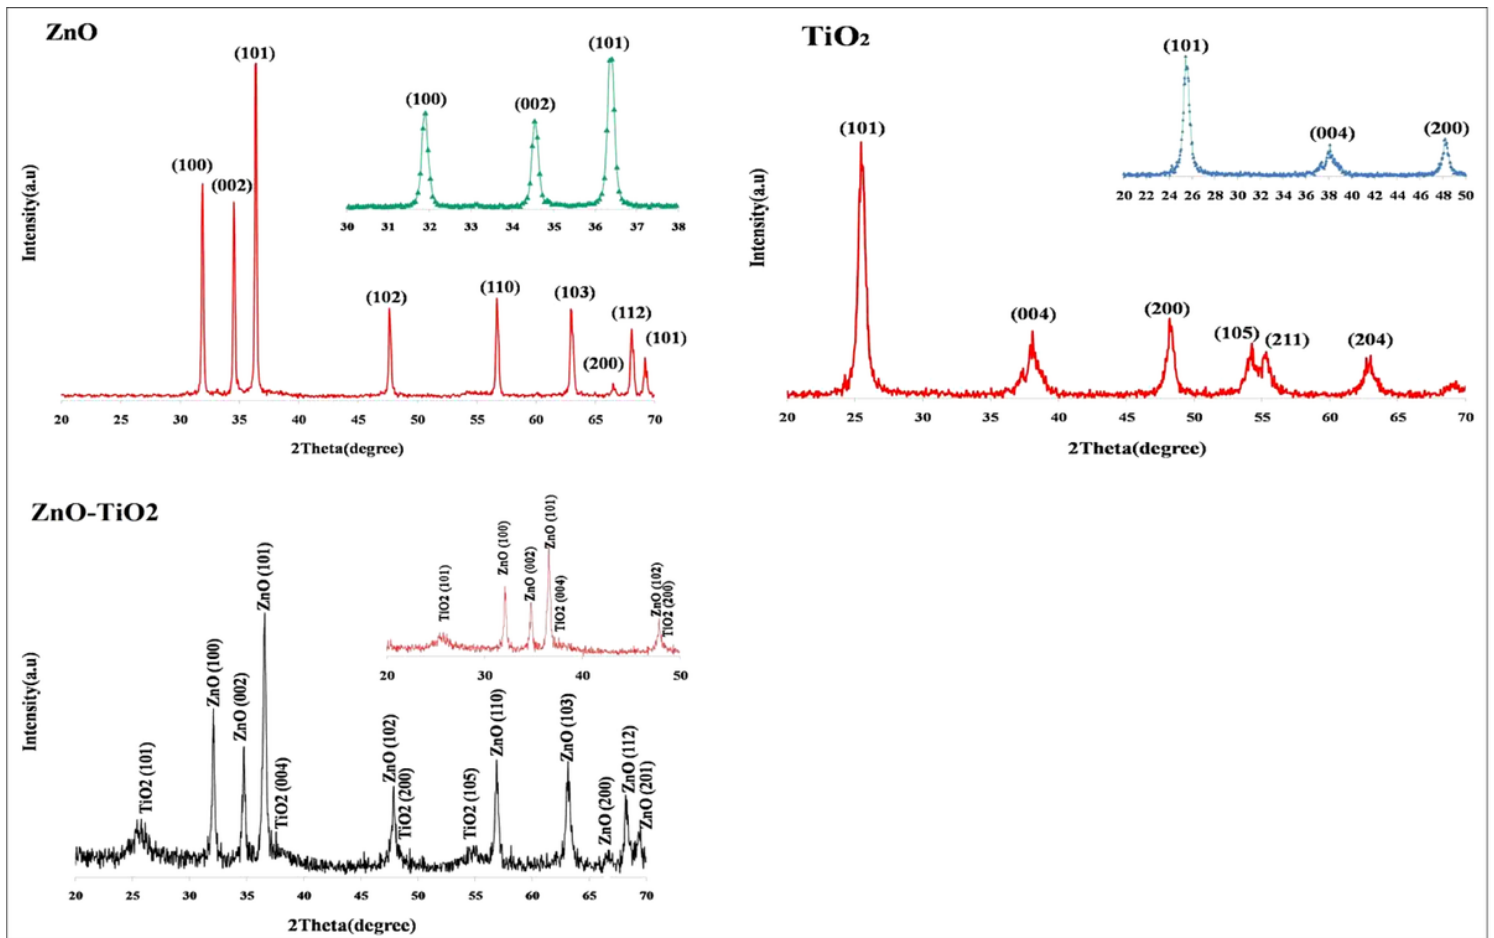 ZnO
(101)
(100)
(002)
(102)
(110)
(103)
(200)
(112)
(101)
Intensity(a.u)
20 25 30 35 40 45 50 55 60 65 70
2Theta(degree)
(100)
(002)
(101)
30 31 32 33 34 35 36 37 38
TiO2
(101)
(004)
(200)
(105)
(211)
(204)
Intensity(a.u)
20 25 30 35 40 45 50 55 60 65 70
2Theta(degree)
(101)
(004)
(200)
20 22 24 26 28 30 32 34 36 38 40 42 44 46 48 50
ZnO-TiO2
TiO2 (101)
ZnO (100)
ZnO (002)
ZnO (101)
TiO2 (004)
ZnO (102)
TiO2 (200)
TiO2 (105)
ZnO (110)
ZnO (103)
ZnO (200)
ZnO (112)
ZnO (201)
Intensity(a.u)
20 25 30 35 40 45 50 55 60 65 70
2Theta(degree)
TiO2 (101)
ZnO (100)
ZnO (002)
ZnO (101)
TiO2 (004)
ZnO (102)
TiO2 (200)
20 30 40 50